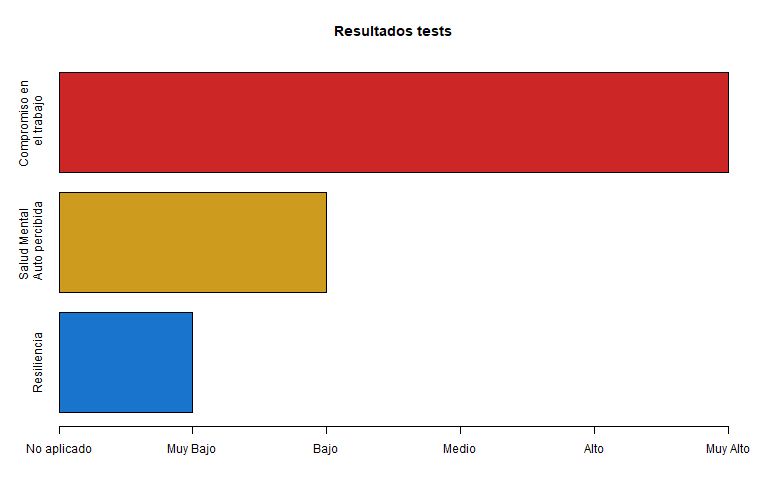 Resultados tests
Compromiso en
el trabajo
Salud Mental
Auto percibida
Resiliencia
No aplicado
Muy Bajo
Bajo
Medio
Alto
Muy Alto